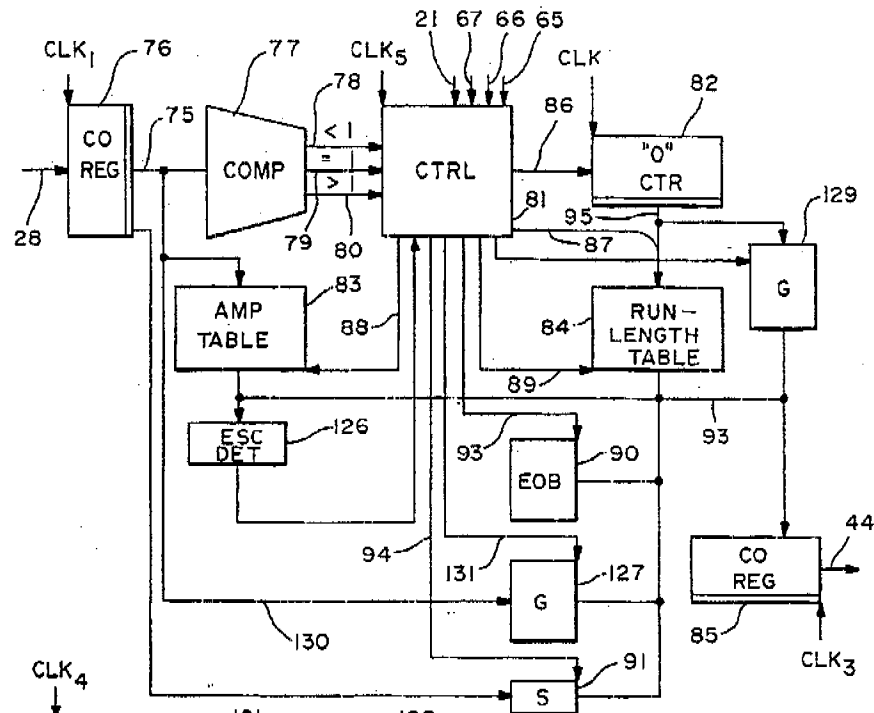 CLK1 76 77 CLK5 21 67 66 65 CLK 82
75 78 < 1 86 "O" CTR
CO REG COMP = 1 CTRL
28 79 > 1 80 81 95 129
87
83 G
AMP TABLE 88 84 RUN-LENGTH TABLE
89
126 93 93
ESC DET 90
EOB
94 44
131 127 CO REG
G
130 85
91 CLK3
CLK4
S